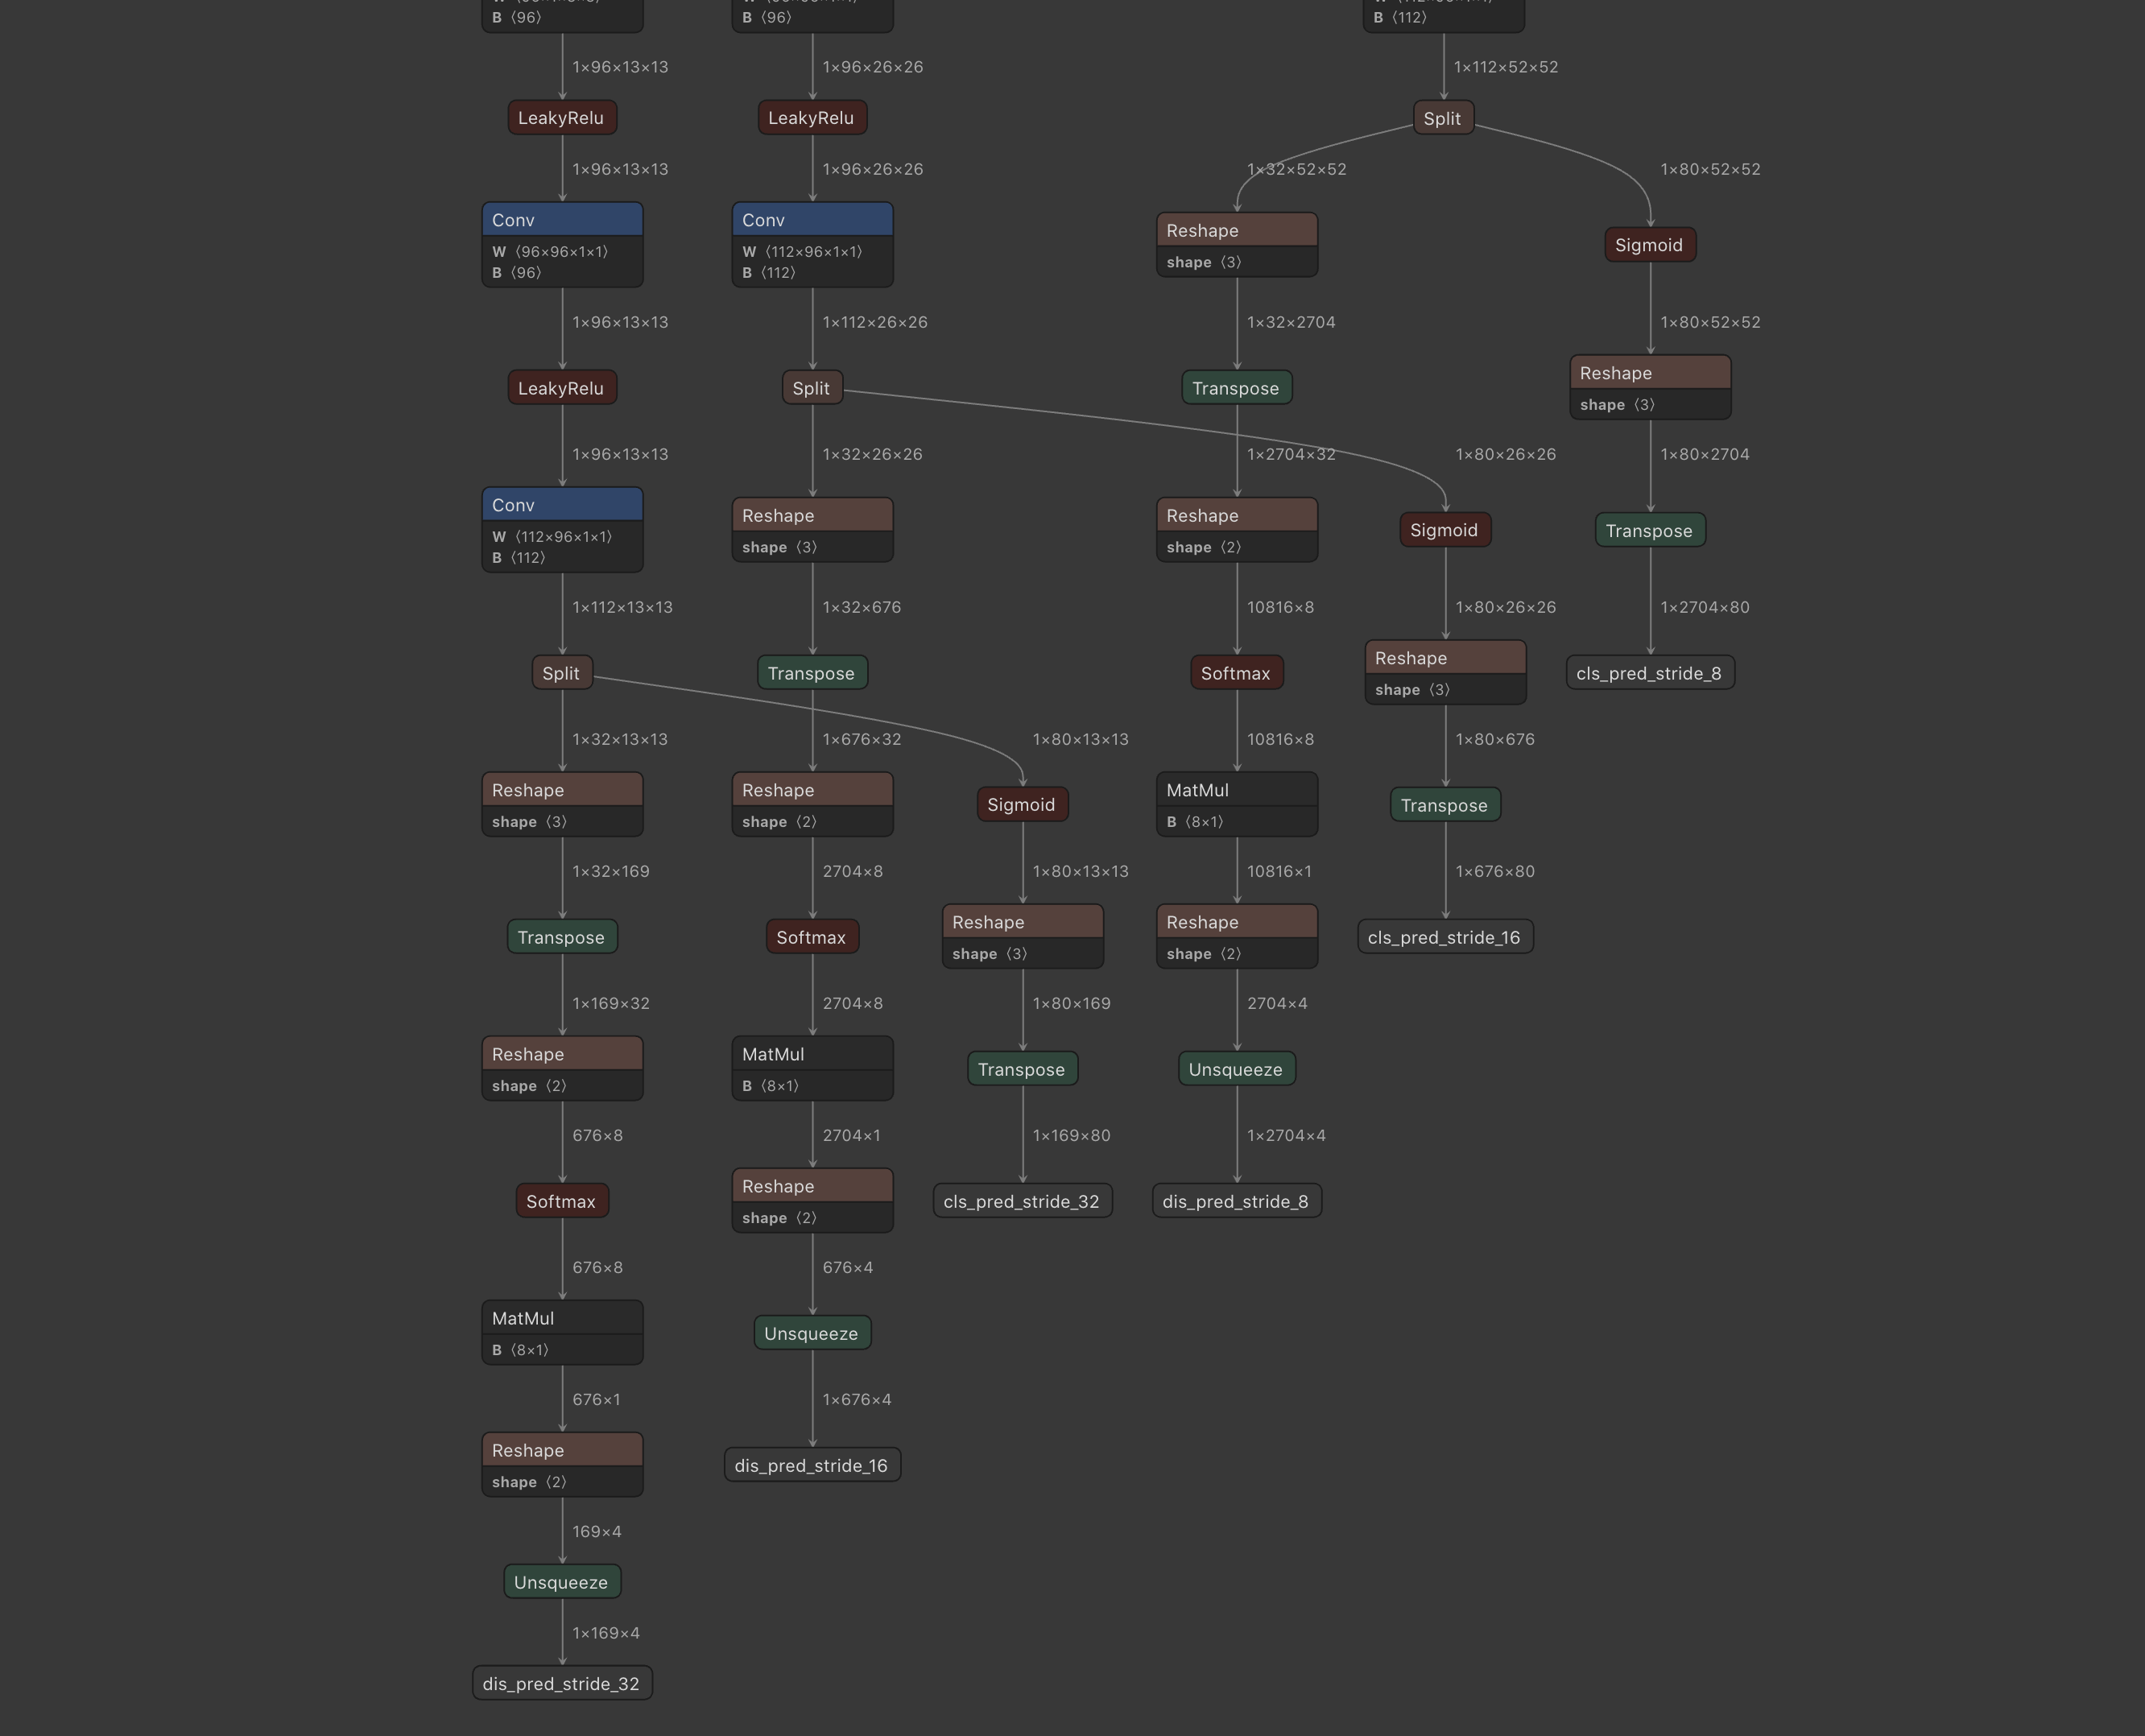 B ⟨96⟩
B ⟨96⟩
B ⟨112⟩
1×96×13×13
1×96×26×26
1×112×52×52
LeakyRelu
LeakyRelu
Split
1×96×13×13
1×96×26×26
1×32×52×52
1×80×52×52
Conv
W ⟨96×96×1×1⟩
B ⟨96⟩
Conv
W ⟨112×96×1×1⟩
B ⟨112⟩
Reshape
shape ⟨3⟩
Sigmoid
1×96×13×13
1×112×26×26
1×32×2704
1×80×52×52
LeakyRelu
Split
Transpose
Reshape
shape ⟨3⟩
1×96×13×13
1×32×26×26
1×2704×32
1×80×26×26
1×80×2704
Conv
W ⟨112×96×1×1⟩
B ⟨112⟩
Reshape
shape ⟨3⟩
Reshape
shape ⟨2⟩
Sigmoid
Transpose
1×112×13×13
1×32×676
10816×8
1×80×26×26
1×2704×80
Split
Transpose
Softmax
Reshape
shape ⟨3⟩
cls_pred_stride_8
1×32×13×13
1×676×32
1×80×13×13
10816×8
1×80×676
Reshape
shape ⟨3⟩
Reshape
shape ⟨2⟩
Sigmoid
MatMul
B ⟨8×1⟩
Transpose
1×32×169
2704×8
1×80×13×13
10816×1
1×676×80
Transpose
Softmax
Reshape
shape ⟨3⟩
Reshape
shape ⟨2⟩
cls_pred_stride_16
1×169×32
2704×8
1×80×169
2704×4
Reshape
shape ⟨2⟩
MatMul
B ⟨8×1⟩
Transpose
Unsqueeze
676×8
2704×1
1×169×80
1×2704×4
Softmax
Reshape
shape ⟨2⟩
cls_pred_stride_32
dis_pred_stride_8
676×8
676×4
MatMul
B ⟨8×1⟩
Unsqueeze
676×1
1×676×4
Reshape
shape ⟨2⟩
dis_pred_stride_16
169×4
Unsqueeze
1×169×4
dis_pred_stride_32